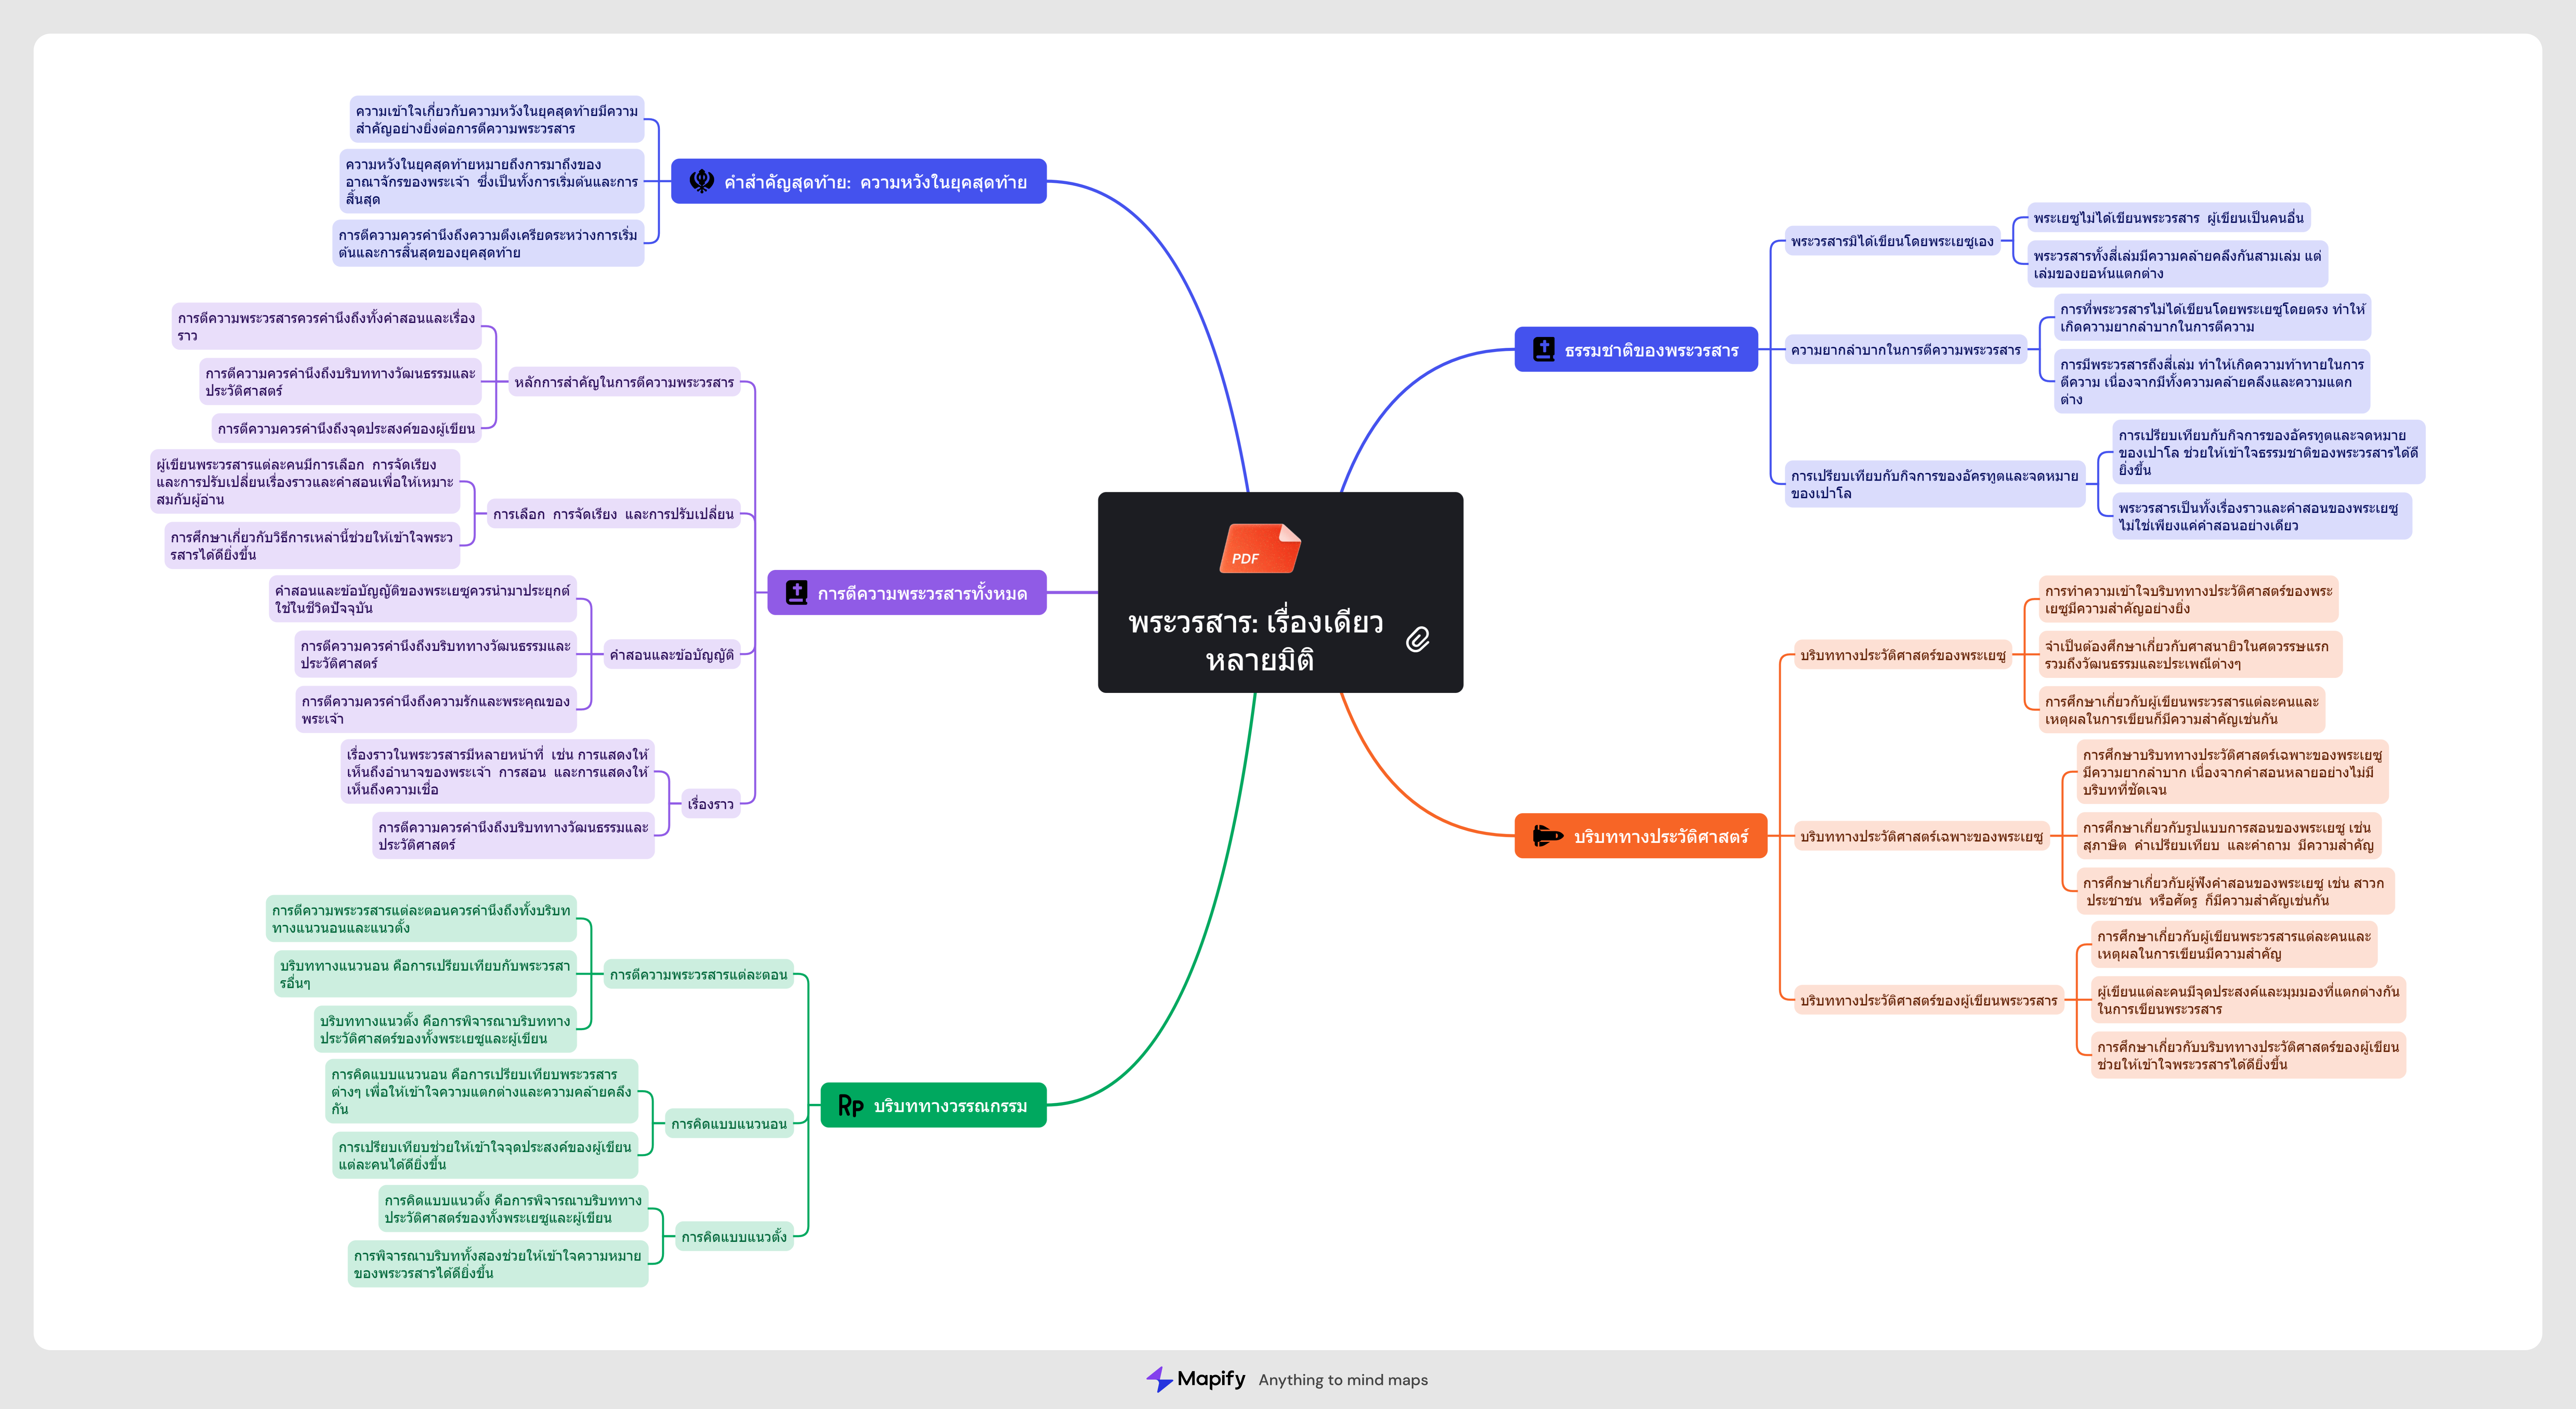 PDF
พระวรสาร: เรื่องเดียว
หลายมิติ
ธรรมชาติของพระวรสาร
พระวรสารมิได้เขียนโดยพระเยซูเอง
พระเยซูไม่ได้เขียนพระวรสาร ผู้เขียนเป็นคนอื่น
พระวรสารทั้งสี่เล่มมีความคล้ายคลึงกันสามเล่ม แต่
เล่มของยอห์นแตกต่าง
ความยากลำบากในการตีความพระวรสาร
การที่พระวรสารไม่ได้เขียนโดยพระเยซูโดยตรง ทำให้
เกิดความยากลำบากในการตีความ
การมีพระวรสารถึงสี่เล่ม ทำให้เกิดความท้าทายในการ
ตีความ เนื่องจากมีทั้งความคล้ายคลึงและความแตก
ต่าง
การเปรียบเทียบกับกิจการของอัครทูตและจดหมาย
ของเปาโล
การเปรียบเทียบกับกิจการของอัครทูตและจดหมาย
ของเปาโล ช่วยให้เข้าใจธรรมชาติของพระวรสารได้ดี
ยิ่งขึ้น
พระวรสารเป็นทั้งเรื่องราวและคำสอนของพระเยซู
ไม่ใช่เพียงแค่คำสอนอย่างเดียว
บริบททางประวัติศาสตร์
บริบททางประวัติศาสตร์ของพระเยซู
การทำความเข้าใจบริบททางประวัติศาสตร์ของพระ
เยซูมีความสำคัญอย่างยิ่ง
จำเป็นต้องศึกษาเกี่ยวกับศาสนายิวในศตวรรษแรก
รวมถึงวัฒนธรรมและประเพณีต่างๆ
การศึกษาเกี่ยวกับผู้เขียนพระวรสารแต่ละคนและ
เหตุผลในการเขียนก็มีความสำคัญเช่นกัน
บริบททางประวัติศาสตร์เฉพาะของพระเยซู
การศึกษาบริบททางประวัติศาสตร์เฉพาะของพระเยซู
มีความยากลำบาก เนื่องจากคำสอนหลายอย่างไม่มี
บริบทที่ชัดเจน
การศึกษาเกี่ยวกับรูปแบบการสอนของพระเยซู เช่น
สุภาษิต คำเปรียบเทียบ และคำถาม มีความสำคัญ
การศึกษาเกี่ยวกับผู้ฟังคำสอนของพระเยซู เช่น สาวก
ประชาชน หรือศัตรู ก็มีความสำคัญเช่นกัน
บริบททางประวัติศาสตร์ของผู้เขียนพระวรสาร
การศึกษาเกี่ยวกับผู้เขียนพระวรสารแต่ละคนและ
เหตุผลในการเขียนมีความสำคัญ
ผู้เขียนแต่ละคนมีจุดประสงค์และมุมมองที่แตกต่างกัน
ในการเขียนพระวรสาร
การศึกษาเกี่ยวกับบริบททางประวัติศาสตร์ของผู้เขียน
ช่วยให้เข้าใจพระวรสารได้ดียิ่งขึ้น
คำสำคัญสุดท้าย: ความหวังในยุคสุดท้าย
ความเข้าใจเกี่ยวกับความหวังในยุคสุดท้ายมีความ
สำคัญอย่างยิ่งต่อการตีความพระวรสาร
ความหวังในยุคสุดท้ายหมายถึงการมาถึงของ
อาณาจักรของพระเจ้า ซึ่งเป็นทั้งการเริ่มต้นและการ
สิ้นสุด
การตีความควรคำนึงถึงความตึงเครียดระหว่างการเริ่ม
ต้นและการสิ้นสุดของยุคสุดท้าย
การตีความพระวรสารทั้งหมด
หลักการสำคัญในการตีความพระวรสาร
การตีความพระวรสารควรคำนึงถึงทั้งคำสอนและเรื่อง
ราว
การตีความควรคำนึงถึงบริบททางวัฒนธรรมและ
ประวัติศาสตร์
การตีความควรคำนึงถึงจุดประสงค์ของผู้เขียน
การเลือก การจัดเรียง และการปรับเปลี่ยน
ผู้เขียนพระวรสารแต่ละคนมีการเลือก การจัดเรียง
และการปรับเปลี่ยนเรื่องราวและคำสอนเพื่อให้เหมาะ
สมกับผู้อ่าน
การศึกษาเกี่ยวกับวิธีการเหล่านี้ช่วยให้เข้าใจพระว
รสารได้ดียิ่งขึ้น
คำสอนและข้อบัญญัติ
คำสอนและข้อบัญญัติของพระเยซูควรนำมาประยุกต์
ใช้ในชีวิตปัจจุบัน
การตีความควรคำนึงถึงบริบททางวัฒนธรรมและ
ประวัติศาสตร์
การตีความควรคำนึงถึงความรักและพระคุณของ
พระเจ้า
เรื่องราว
เรื่องราวในพระวรสารมีหลายหน้าที่ เช่น การแสดงให้
เห็นถึงอำนาจของพระเจ้า การสอน และการแสดงให้
เห็นถึงความเชื่อ
การตีความควรคำนึงถึงบริบททางวัฒนธรรมและ
ประวัติศาสตร์
บริบททางวรรณกรรม
การตีความพระวรสารแต่ละตอน
การตีความพระวรสารแต่ละตอนควรคำนึงถึงทั้งบริบท
ทางแนวนอนและแนวตั้ง
บริบททางแนวนอน คือการเปรียบเทียบกับพระวรสา
รอื่นๆ
บริบททางแนวตั้ง คือการพิจารณาบริบททาง
ประวัติศาสตร์ของทั้งพระเยซูและผู้เขียน
การคิดแบบแนวนอน
การคิดแบบแนวนอน คือการเปรียบเทียบพระวรสาร
ต่างๆ เพื่อให้เข้าใจความแตกต่างและความคล้ายคลึง
กัน
การเปรียบเทียบช่วยให้เข้าใจจุดประสงค์ของผู้เขียน
แต่ละคนได้ดียิ่งขึ้น
การคิดแบบแนวตั้ง
การคิดแบบแนวตั้ง คือการพิจารณาบริบททาง
ประวัติศาสตร์ของทั้งพระเยซูและผู้เขียน
การพิจารณาบริบททั้งสองช่วยให้เข้าใจความหมาย
ของพระวรสารได้ดียิ่งขึ้น
Mapify Anything to mind maps